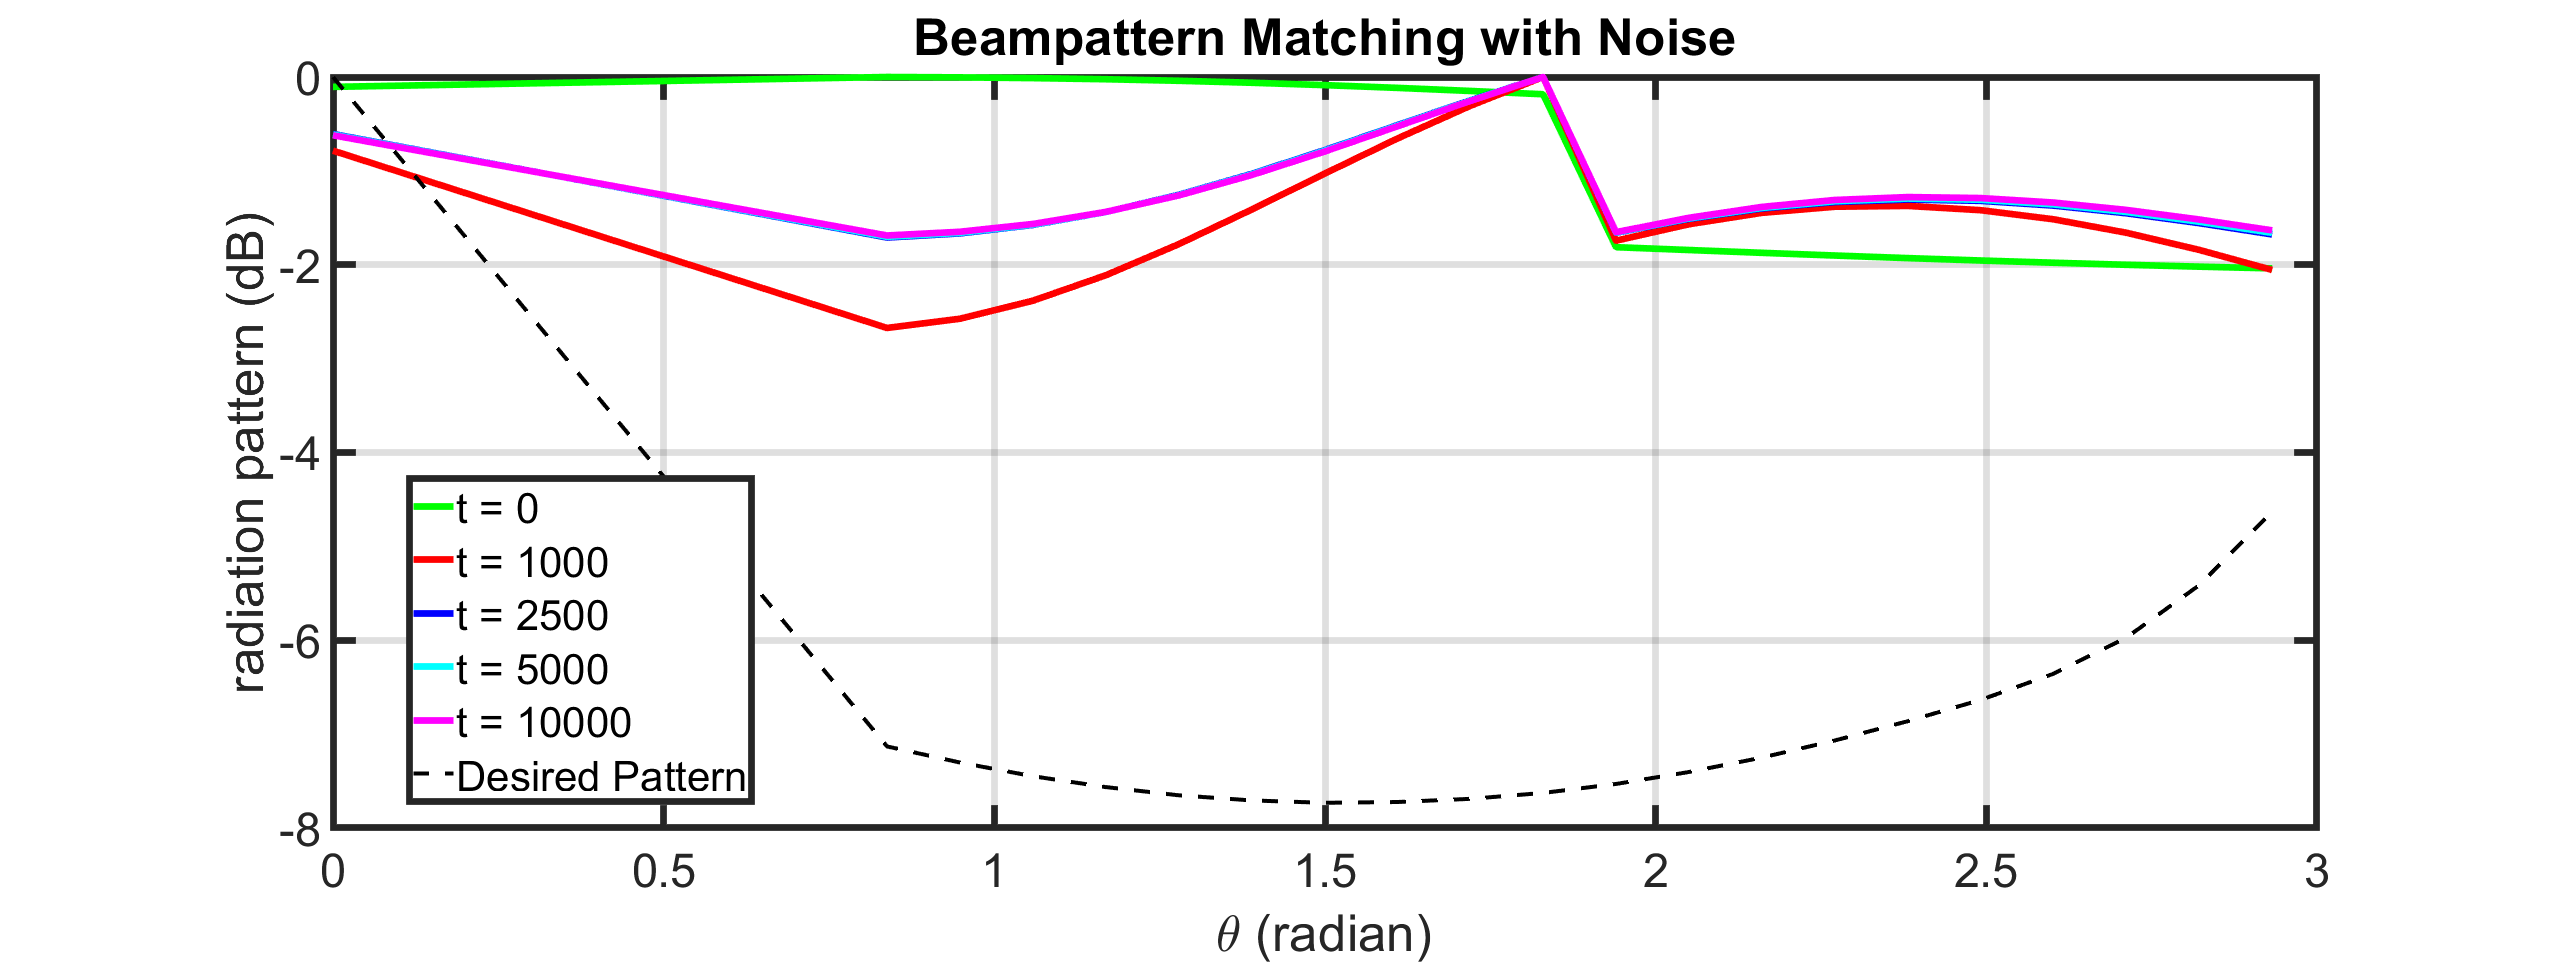 Beampattern Matching with Noise
radiation pattern (dB)
0
-2
-4
-6
-8
t = 0
t = 1000
t = 2500
t = 5000
t = 10000
Desired Pattern
0 0.5 1 1.5 2 2.5 3
θ (radian)